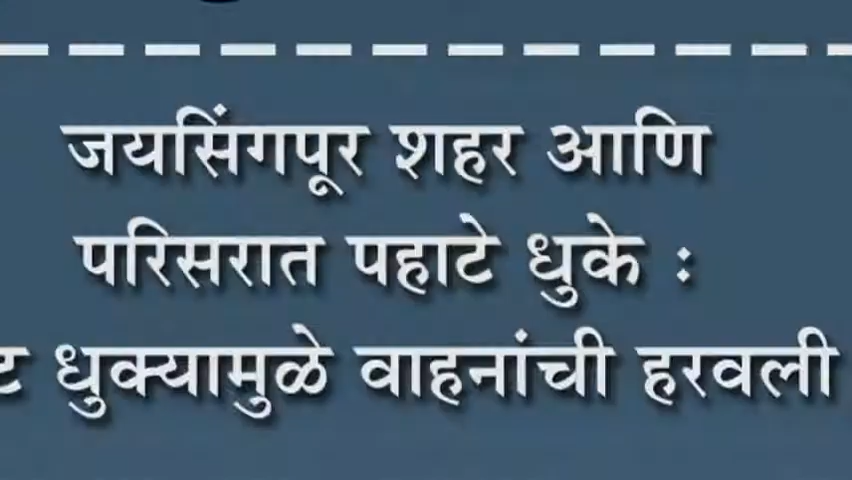 जयसिंगपूर शहर आणि
परिसरात पहाटे धुके :
धुक्यामुळे वाहनांची हरवली